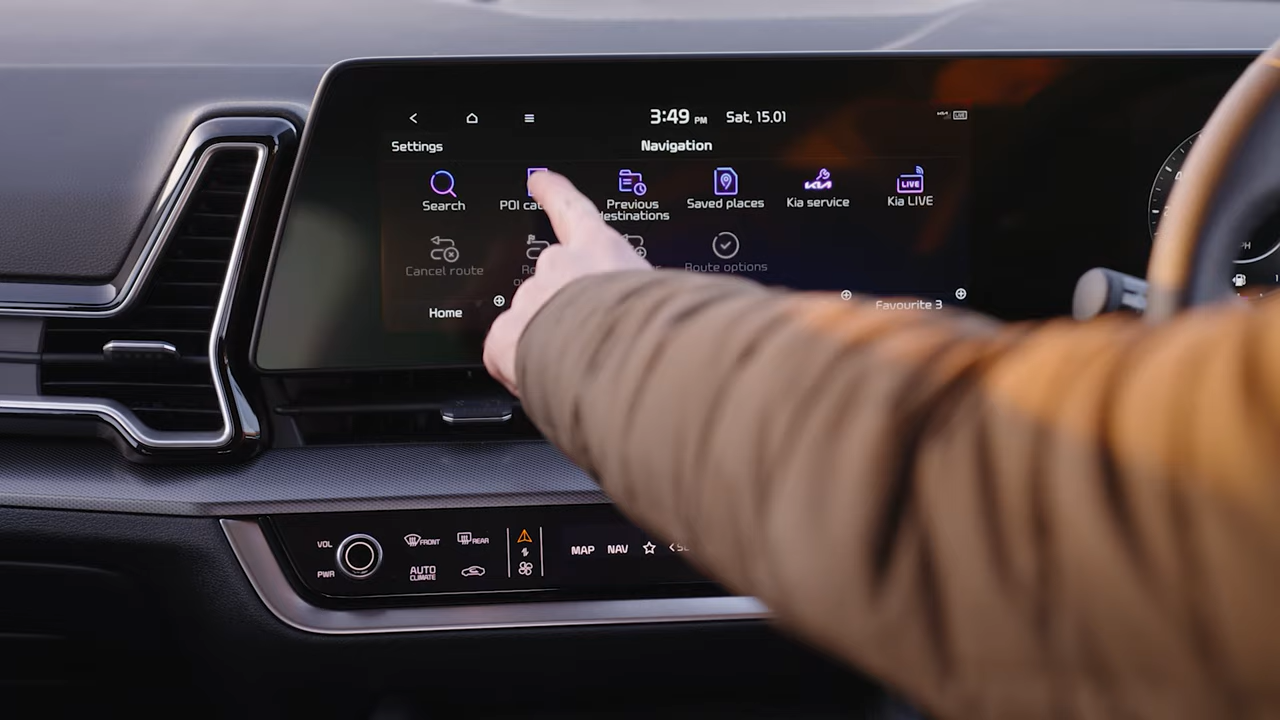 3:49 PM Sat, 15.01
Settings
Navigation
Search
POI
Previous
destinations
Saved places
Kia service
LIVE
Kia LIVE
Cancel route
Route options
Home
Favourite 3
VOL
PWR
FRONT
REAR
AUTO
CLIMATE
MAP
NAV